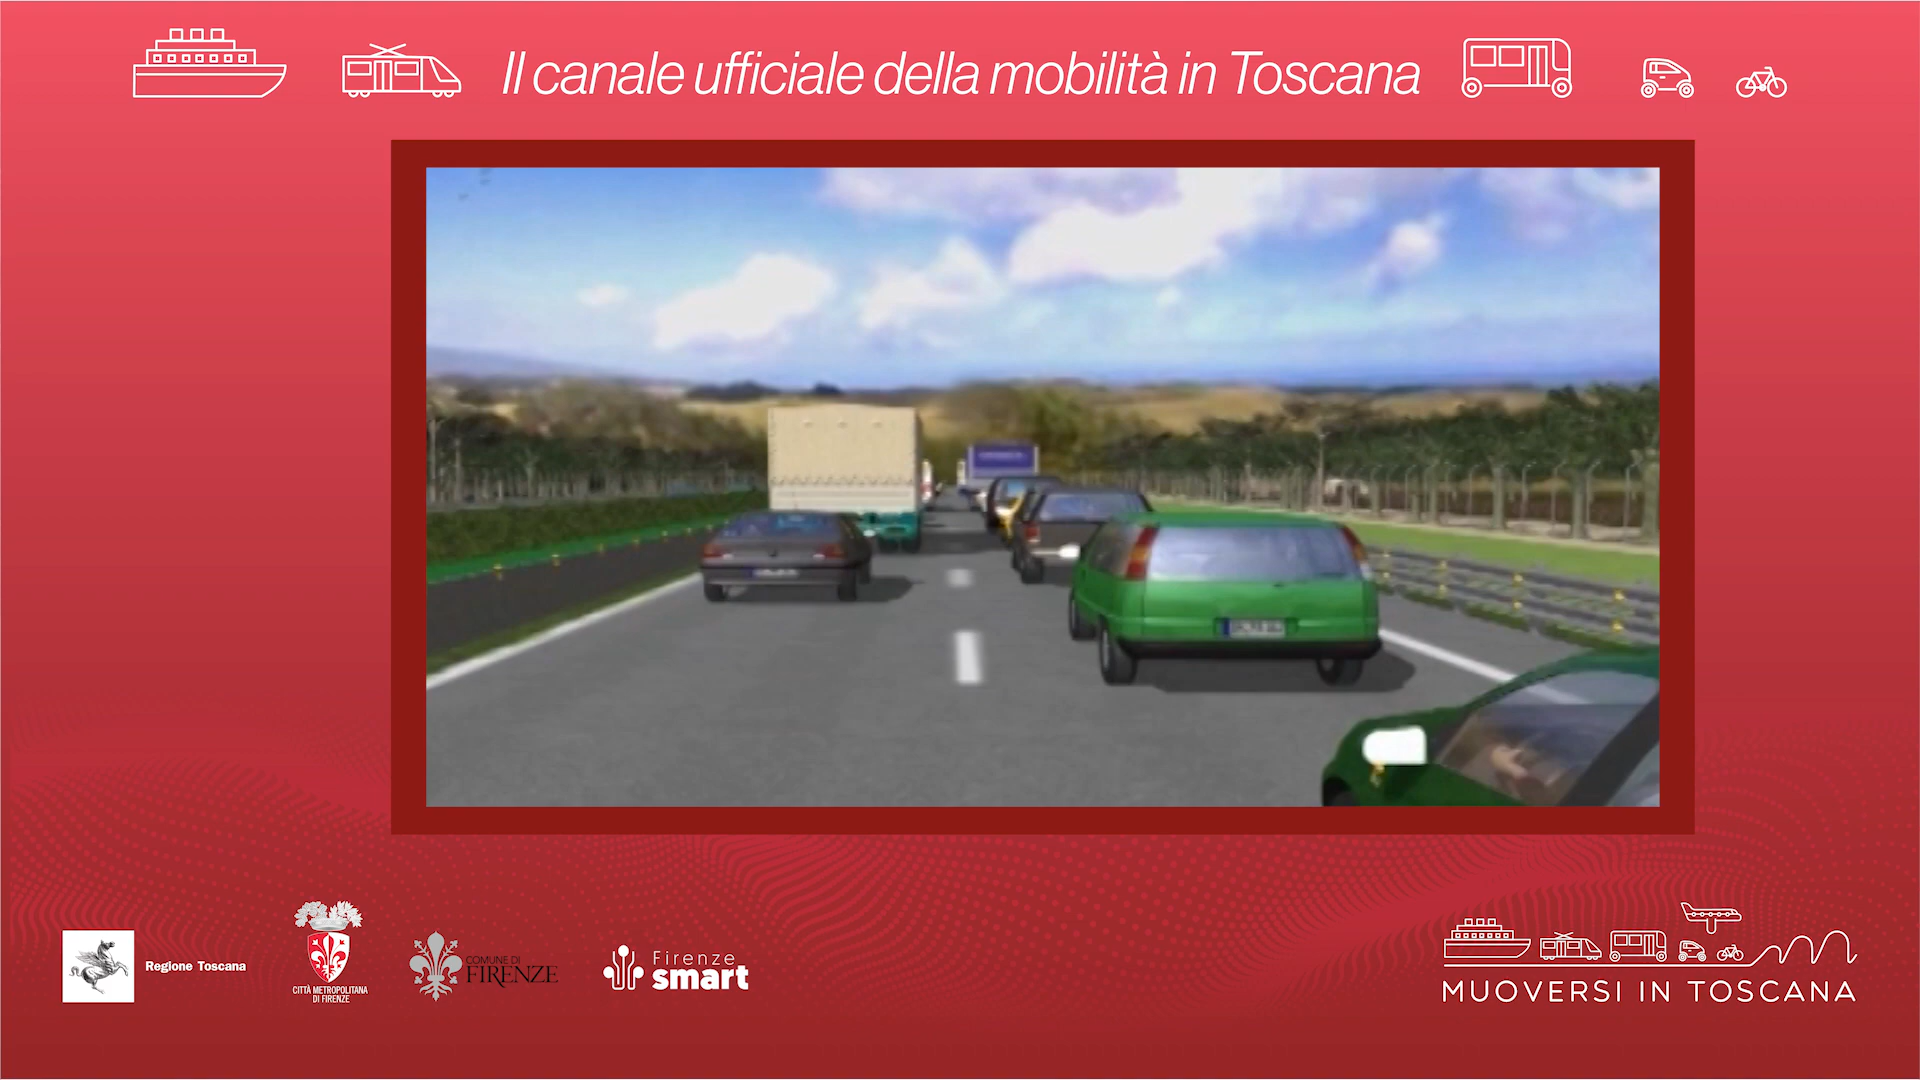 Il canale ufficiale della mobilità in Toscana
Regione Toscana
CITTÀ METROPOLITANA
DI FIRENZE
COMUNE DI
FIRENZE
Firenze
smart
MUOVERSI IN TOSCANA